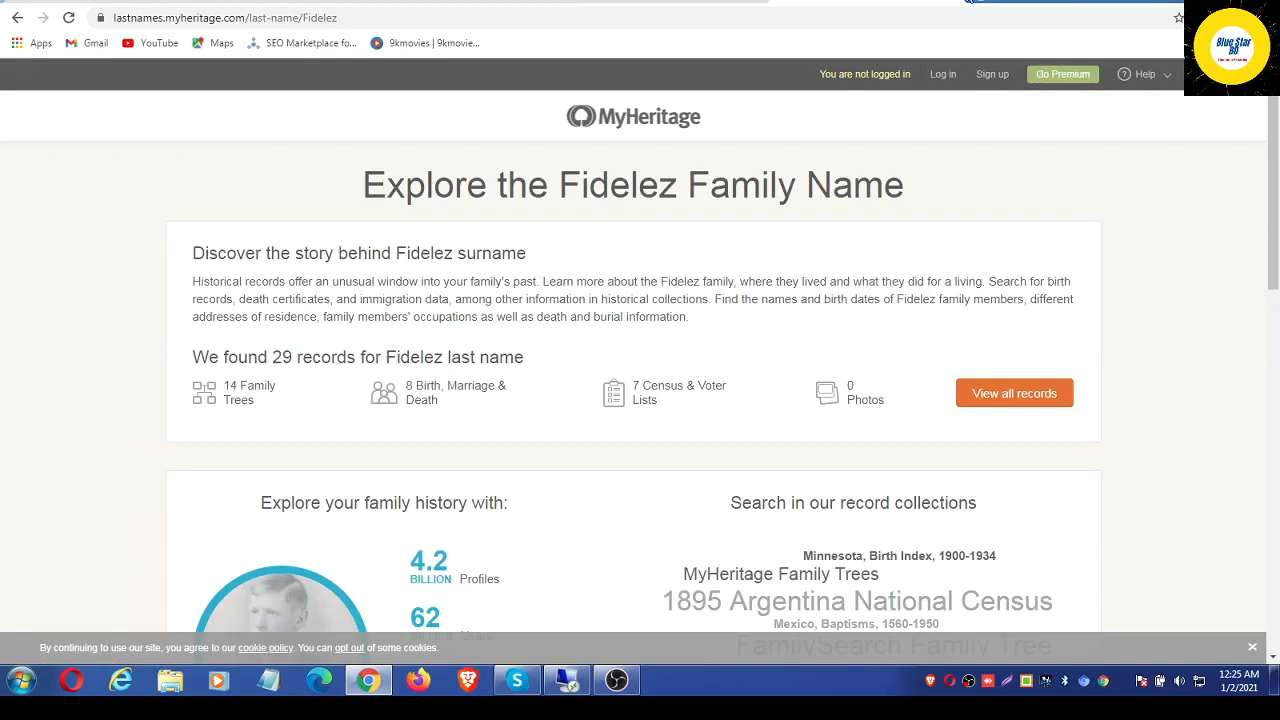 lastnames.myheritage.com/last-name/Fidelez
Apps Gmail YouTube Maps SEO Marketplace fo... 9kmovies | 9kmovie...
Blue Star
80
You are not logged in Log in Sign up Go Premium ? Help
MyHeritage
Explore the Fidelez Family Name
Discover the story behind Fidelez surname
Historical records offer an unusual window into your family's past. Learn more about the Fidelez family, where they lived and what they did for a living. Search for birth
records, death certificates, and immigration data, among other information in historical collections. Find the names and birth dates of Fidelez family members, different
addresses of residence, family members' occupations as well as death and burial information.
We found 29 records for Fidelez last name
14 Family
Trees
8 Birth, Marriage &
Death
7 Census & Voter
Lists
0
Photos
View all records
Explore your family history with:
4.2
BILLION Profiles
62
Search in our record collections
Minnesota, Birth Index, 1900-1934
MyHeritage Family Trees
1895 Argentina National Census
Mexico, Baptisms, 1560-1950
FamilySearch Family Tree
By continuing to use our site, you agree to our cookie policy. You can opt out of some cookies.
12:25 AM
1/2/2021